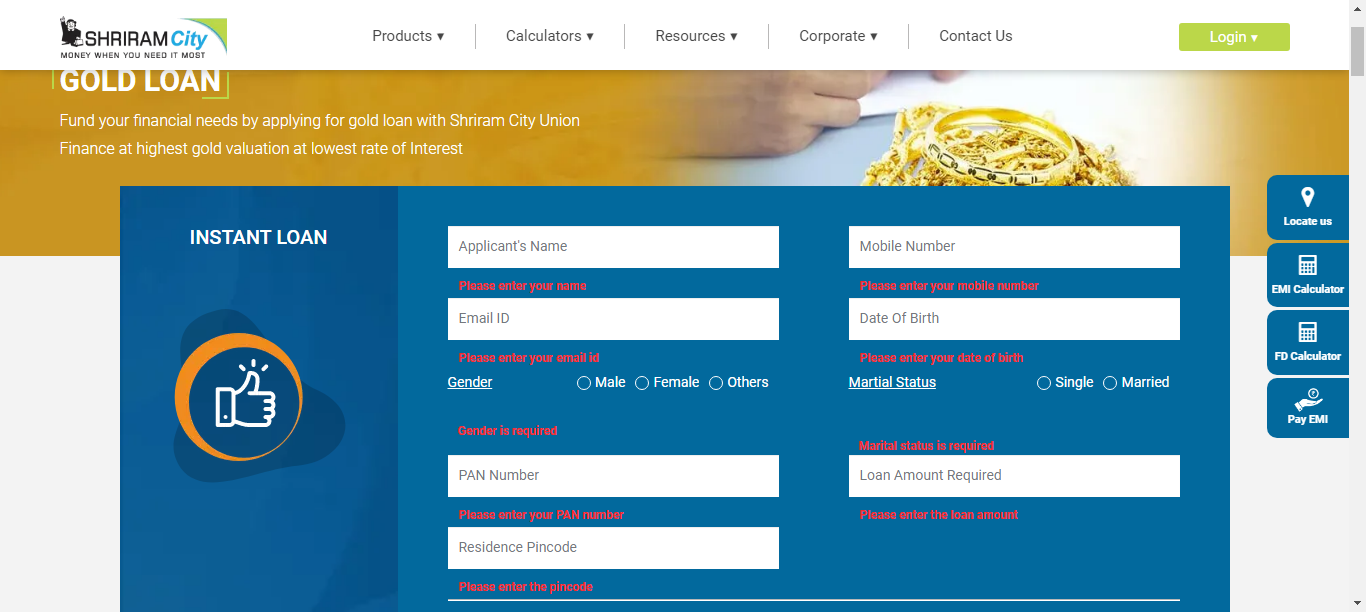 SHRIRAM City
MONEY WHEN YOU NEED IT MOST
Products ▾
Calculators ▾
Resources ▾
Corporate ▾
Contact Us
Login ▾
GOLD LOAN
Fund your financial needs by applying for gold loan with Shriram City Union
Finance at highest gold valuation at lowest rate of Interest
Locate us
EMI Calculator
FD Calculator
Pay EMI
INSTANT LOAN
Applicant's Name
Mobile Number
Please enter your name
Please enter your mobile number
Email ID
Date Of Birth
Please enter your email id
Please enter your date of birth
Gender
Male
Female
Others
Martial Status
Single
Married
Gender is required
Marital status is required
PAN Number
Loan Amount Required
Please enter your PAN number
Please enter the loan amount
Residence Pincode
Please enter the pincode